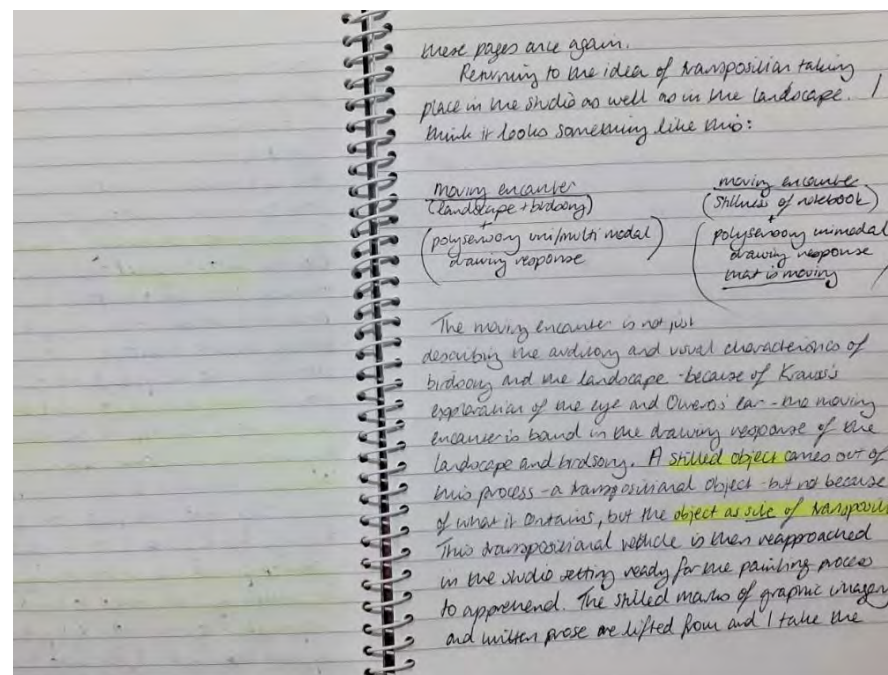 these pages once again.
Returning to the idea of transposition taking
place in the studio as well as in the landscape. I
think it looks something like this:
moving encounter
(landscape + birdsong)
+
(polysensory uni/multi modal)
drawing response
moving encounter
(stillness of notebook)
+
(polysensory unimodal
drawing response
that is moving
The moving encounter is not just
describing the auditory and visual characteristics of
birdsong and the landscape - because of Krauss's
exploration of the eye and Oliveros' ear - the moving
encounter is bound in the drawing response of the
landscape and birdsong. A stilled object comes out of
this process - a transpositional object - but not because
of what it contains, but the object as site of
This transpositional vehicle is then reapproached
in the studio setting ready for the painting process
to apprehend. The stilled marks of graphic imagery
and written prose are lifted from and I take the